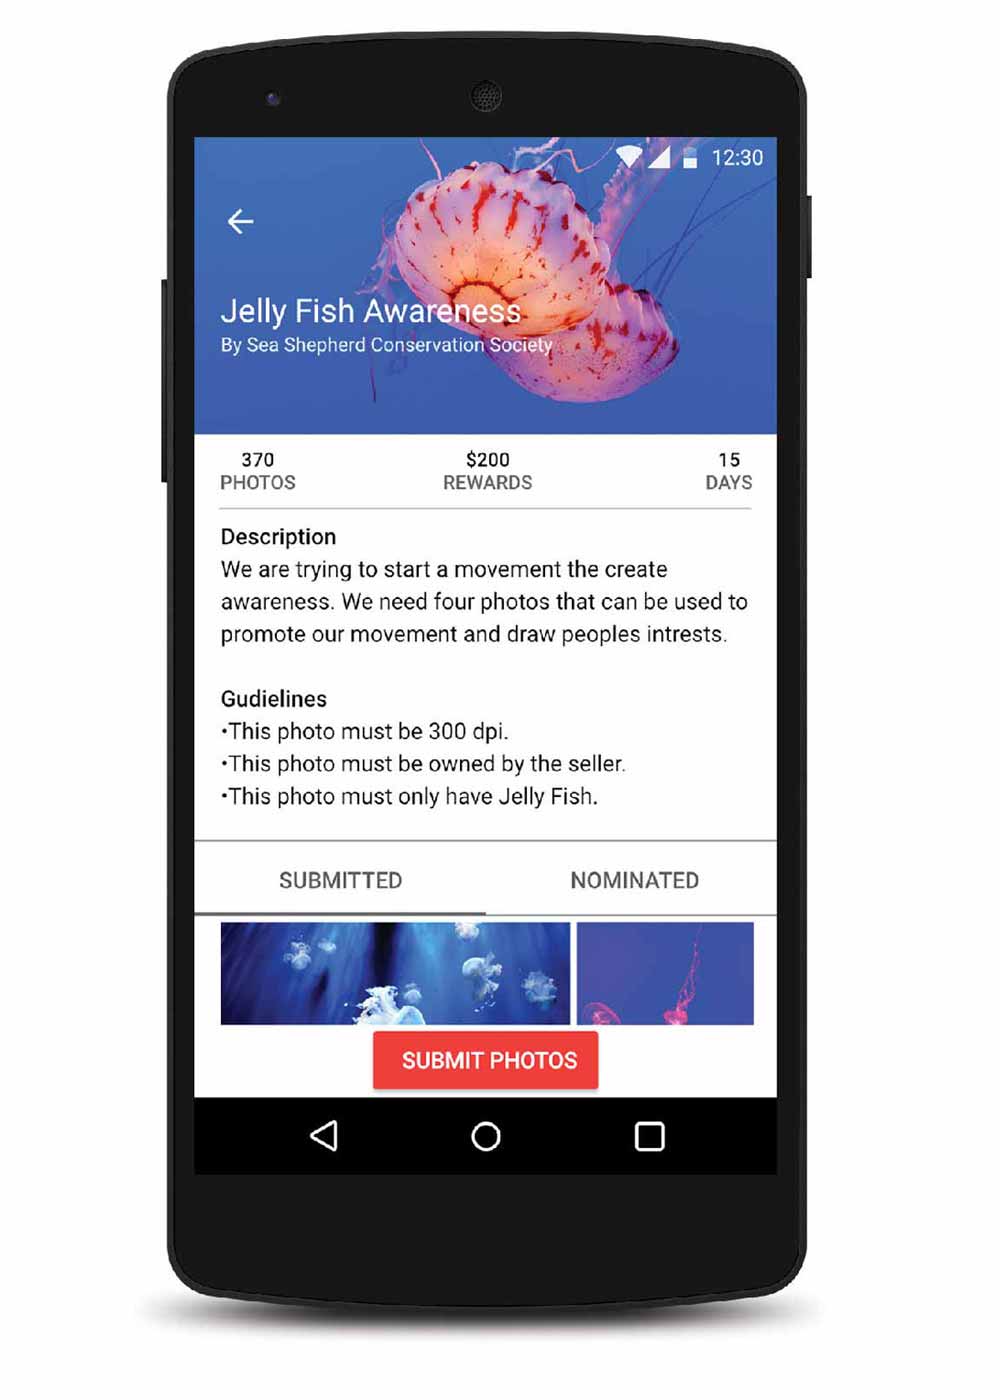 12:30
Jelly Fish Awareness
By Sea Shepherd Conservation Society
370 $200 15
PHOTOS REWARDS DAYS
Description
We are trying to start a movement the create
awareness. We need four photos that can be used to
promote our movement and draw peoples intrests.
Gudielines
•This photo must be 300 dpi.
•This photo must be owned by the seller.
•This photo must only have Jelly Fish.
SUBMITTED NOMINATED
SUBMIT PHOTOS